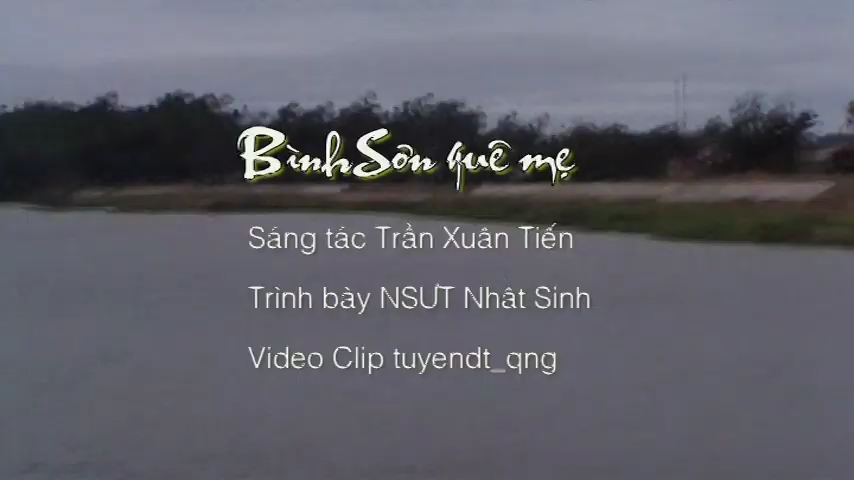 Bình Sơn quê mẹ
Sáng tác Trần Xuân Tiến
Trình bày NSƯT Nhât Sinh
Video Clip tuyendt_qng